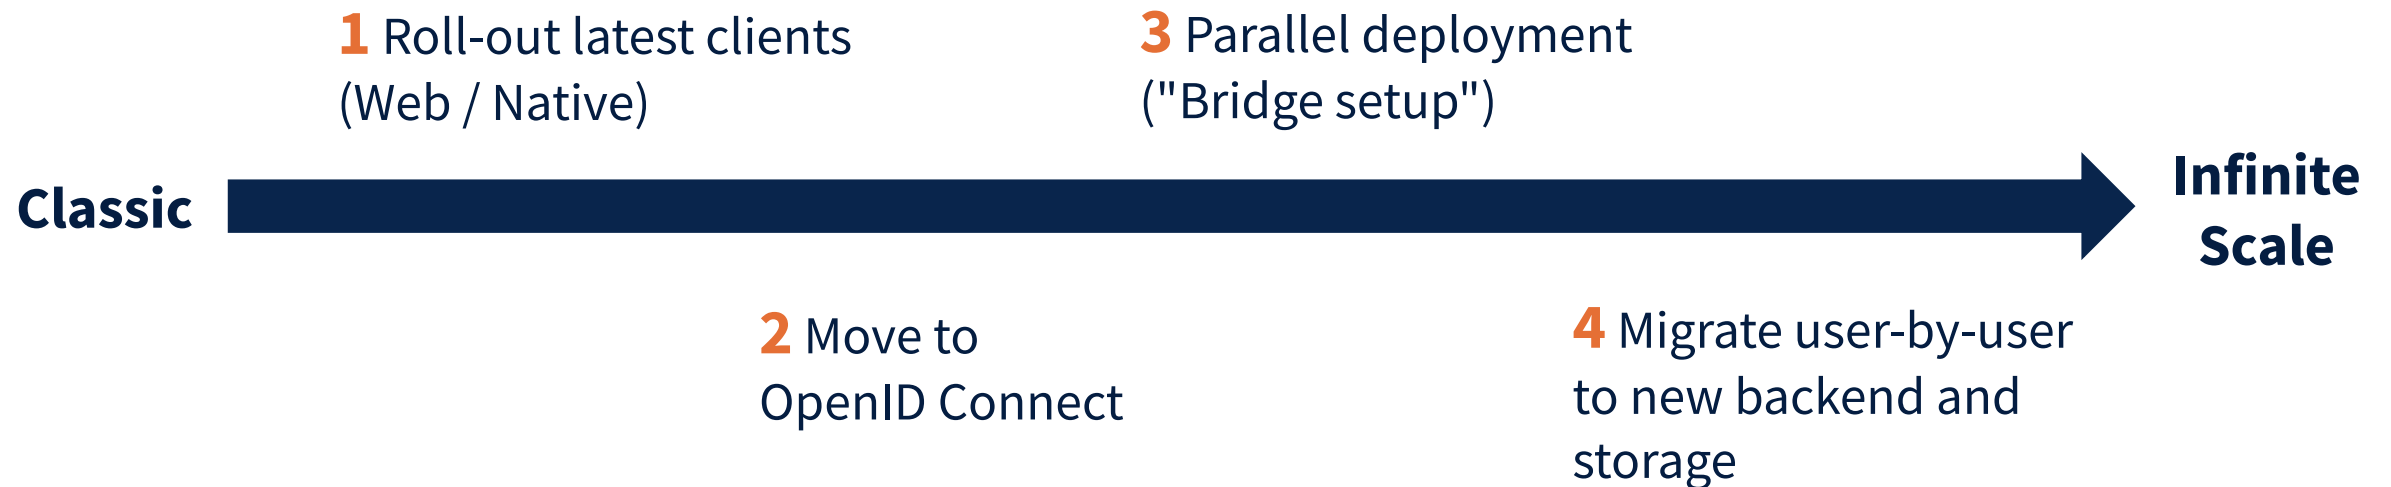 1 Roll-out latest clients
(Web / Native)
3 Parallel deployment
("Bridge setup")
Classic
Infinite
Scale
2 Move to
OpenID Connect
4 Migrate user-by-user
to new backend and
storage